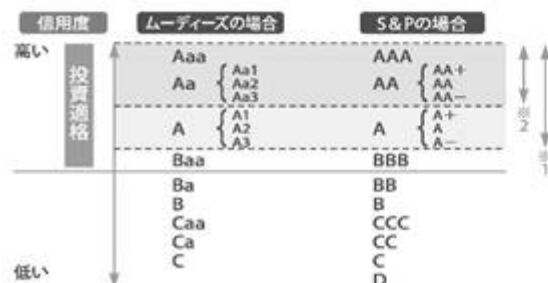 信用度 ムーディーズの場合 S&Pの場合
高い
投資適格
Aaa AAA
Aa { Aa1 Aa2 Aa3 AA { AA+ AA AA−
A { A1 A2 A3 A { A+ A A−
Baa BBB
Ba BB
B B
Caa CCC
Ca CC
C C
低い D
※2
※1